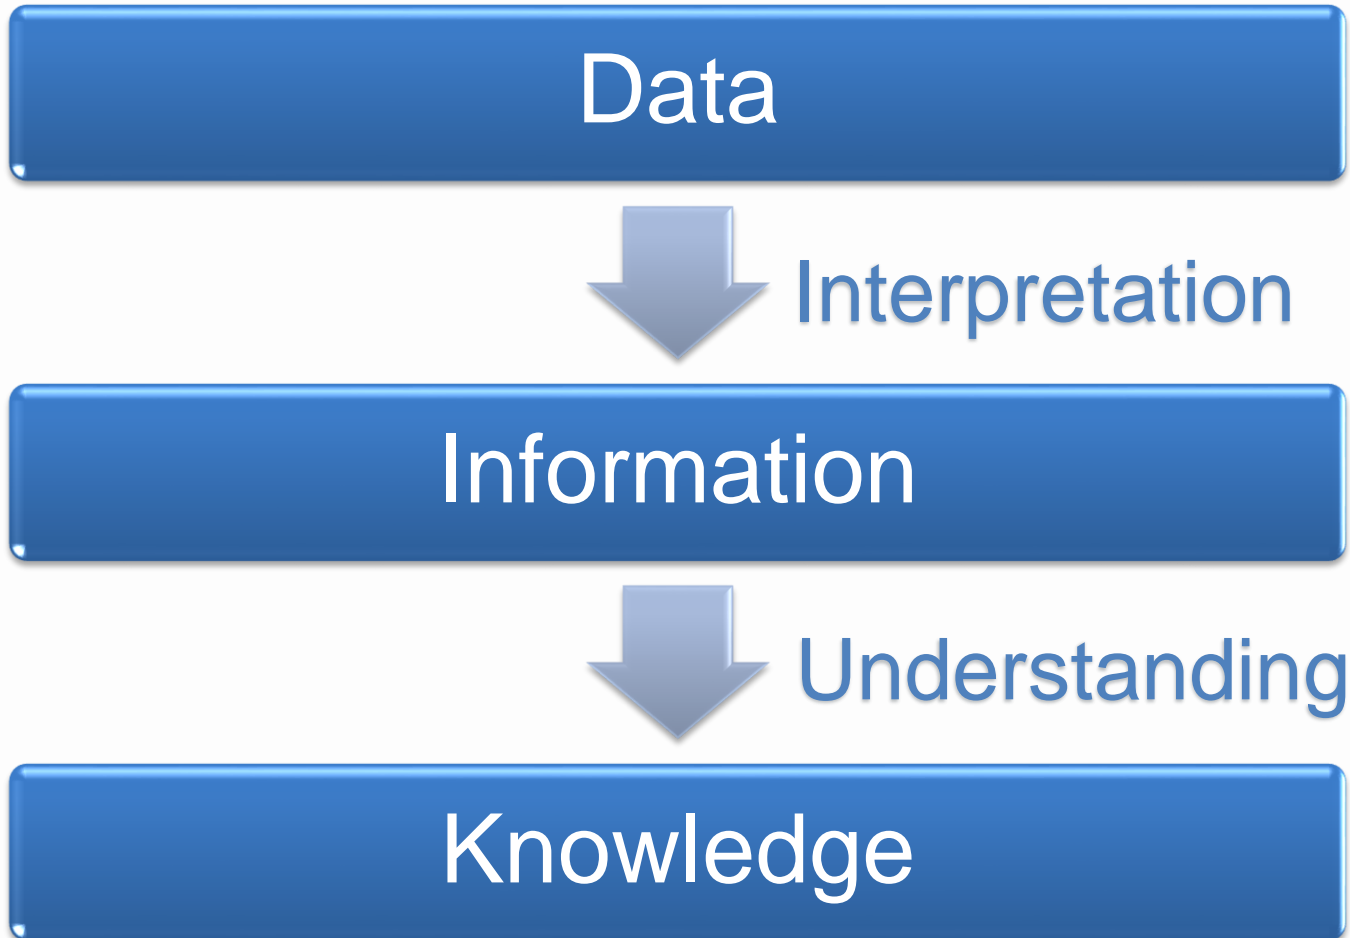 Data
Interpretation
Information
Understanding
Knowledge